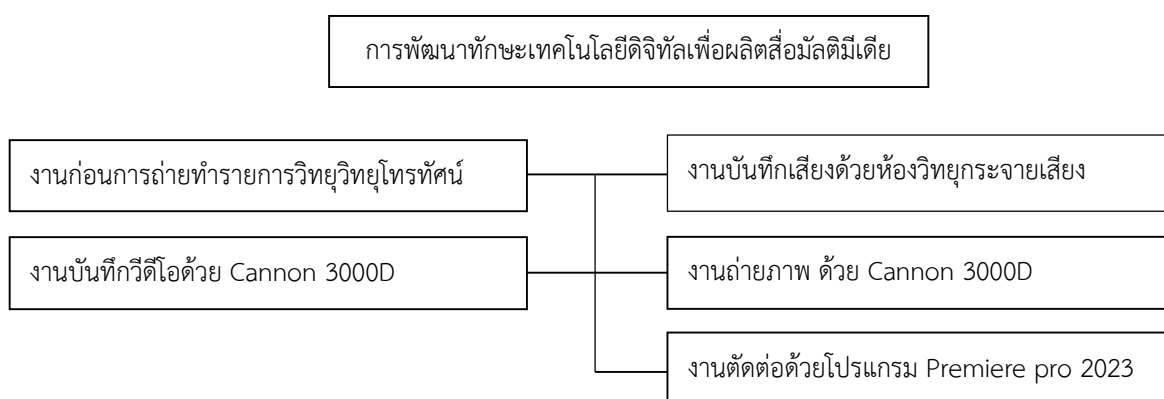 การพัฒนาทักษะเทคโนโลยีดิจิทัลเพื่อผลิตสื่อมัลติมีเดีย
งานก่อนการถ่ายทำรายการวิทยุวิทยุโทรทัศน์
งานบันทึกเสียงด้วยห้องวิทยุกระจายเสียง
งานบันทึกวีดีโอด้วย Cannon 3000D
งานถ่ายภาพ ด้วย Cannon 3000D
งานตัดต่อด้วยโปรแกรม Premiere pro 2023